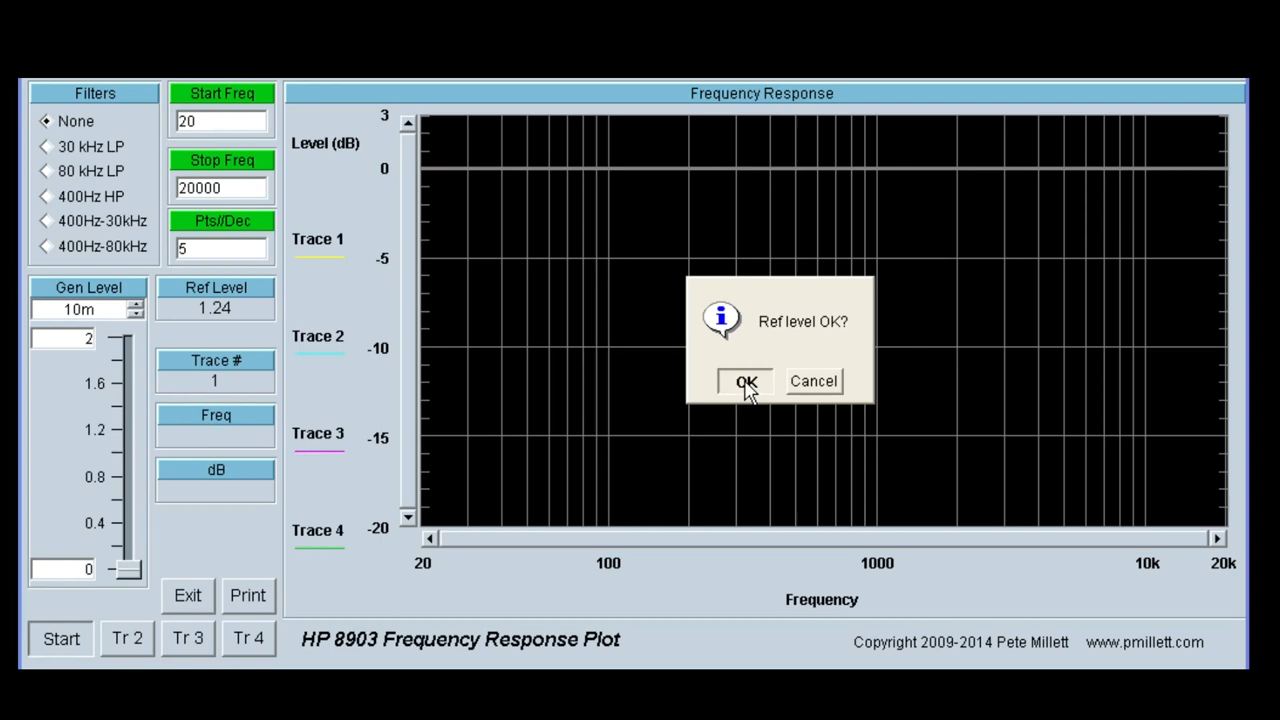 Filters
None
30 kHz LP
80 kHz LP
400Hz HP
400Hz-30kHz
400Hz-80kHz
Start Freq
20
Stop Freq
20000
Pts//Dec
5
Gen Level
10m
2
1.6
1.2
0.8
0.4
0
Ref Level
1.24
Trace #
1
Freq
dB
Exit
Print
Start
Tr 2
Tr 3
Tr 4
Frequency Response
Level (dB)
Trace 1
Trace 2
Trace 3
Trace 4
3
0
-5
-10
-15
-20
Ref level OK?
OK
Cancel
20
100
1000
10k
20k
Frequency
HP 8903 Frequency Response Plot
Copyright 2009-2014 Pete Millett www.pmillett.com